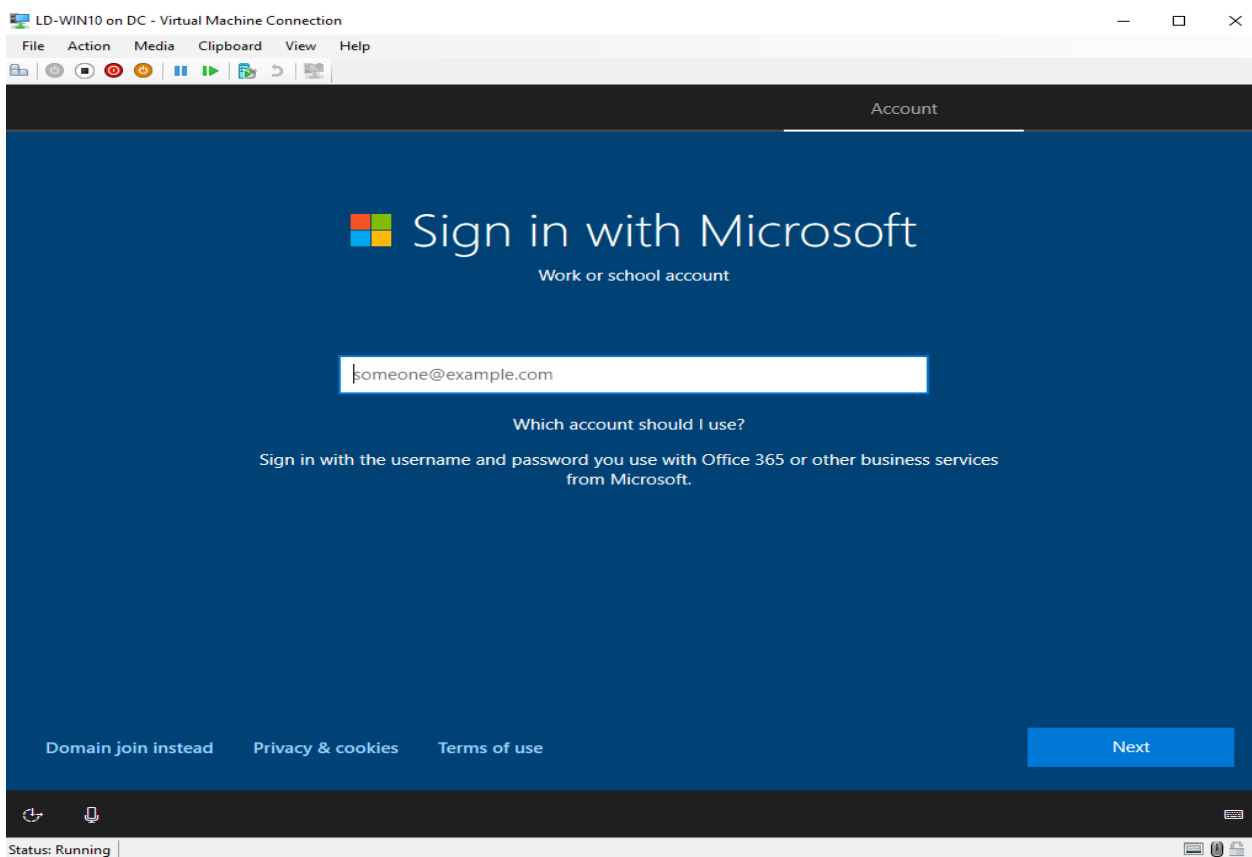 LD-WIN10 on DC - Virtual Machine Connection
File Action Media Clipboard View Help
Account
Sign in with Microsoft
Work or school account
someone@example.com
Which account should I use?
Sign in with the username and password you use with Office 365 or other business services
from Microsoft.
Domain join instead Privacy & cookies Terms of use Next
Status: Running